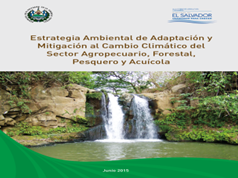 EL SALVADOR
Estrategia Ambiental de Adaptación y
Mitigación al Cambio Climático del
Sector Agropecuario, Forestal,
Pesquero y Acuícola
Junio 2015